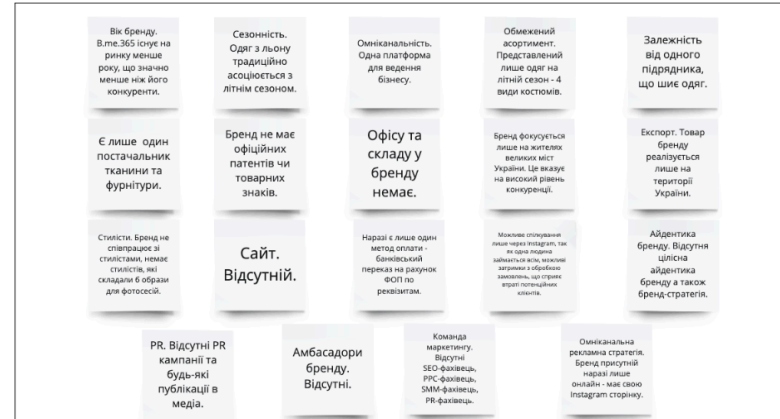 Вік бренду.
B.me.365 існує на
ринку менше
року, що значно
менше ніж його
конкуренти.
Сезонність.
Одяг з льону
традиційно
асоціюється з
літнім сезоном.
Омніканальність.
Одна платформа
для ведення
бізнесу.
Обмежений
асортимент.
Представлений
лише одяг на
літній сезон - 4
види костюмів.
Залежність
від одного
підрядника,
що шиє одяг.
Є лише один
постачальник
тканини та
фурнітури.
Бренд не має
офіційних
патентів чи
товарних
знаків.
Офісу та
складу у
бренду
немає.
Бренд фокусується
лише на жителях
великих міст
України. Це вказує
на високий рівень
конкуренції.
Експорт. Товар
бренду
реалізується
лише на
території
України.
Стилісти. Бренд не
співпрацює зі
стилістами, немає
стилістів, які
складали б образи
для фотосесій.
Сайт.
Відсутній.
Наразі є лише один
метод оплати -
банківський
переказ на рахунок
ФОП по
реквізитам.
Можливе спілкування
лише через Instagram, так
як одна людина
займається всім, можливі
затримки з обробкою
замовлень, що сприяє
втраті потенційних
клієнтів.
Айдентика
бренду. Відсутня
цілісна
айдентика
бренду а також
бренд-стратегія.
PR. Відсутні PR
кампанії та
будь-які
публікації в
медіа.
Амбасадори
бренду.
Відсутні.
Команда
маркетингу.
Відсутні
SEO-фахівець,
PPC-фахівець,
SMM-фахівець,
PR-фахівець.
Омніканальна
рекламна стратегія.
Бренд присутній
наразі лише
онлайн - має свою
Instagram сторінку.